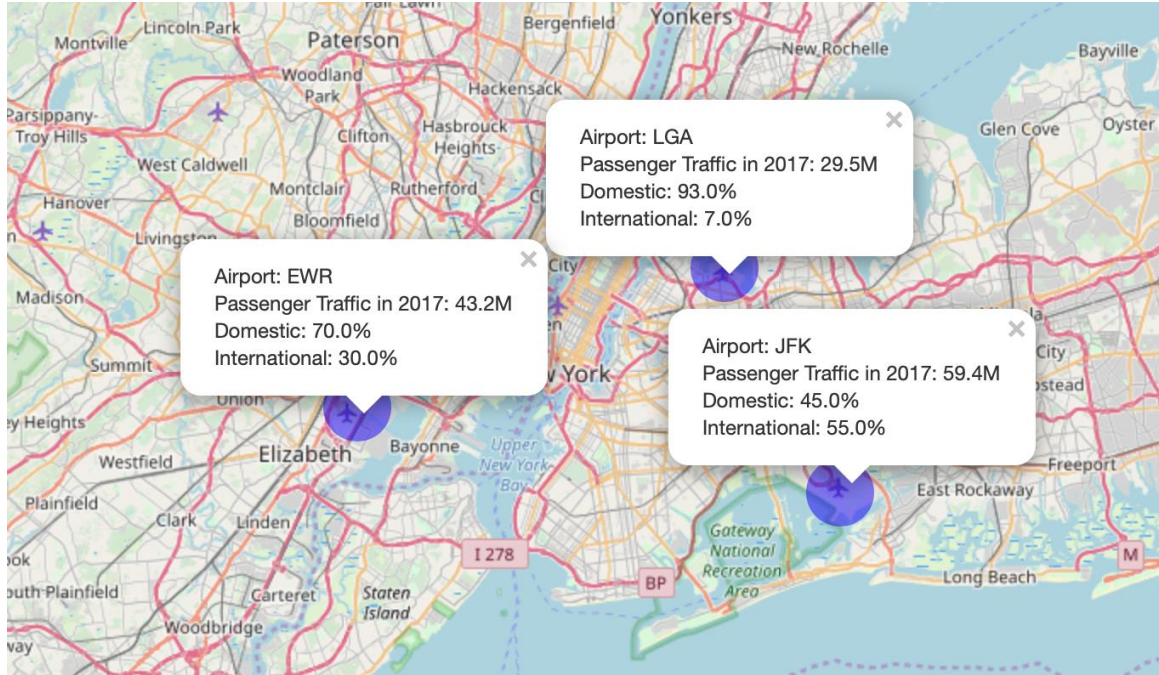 Fair Lawn
Lincoln Park
Bergenfield
Yonkers
Montville
Paterson
New Rochelle
Bayville
Woodland
Park
Hackensack
Parsippany-
Troy Hills
Clifton
Hasbrouck
Heights
Glen Cove
Oyster
West Caldwell
Montclair
Rutherford
Hanover
Bloomfield
Livingston
Airport: LGA
Passenger Traffic in 2017: 29.5M
Domestic: 93.0%
International: 7.0%
City
Airport: EWR
Passenger Traffic in 2017: 43.2M
Domestic: 70.0%
International: 30.0%
Madison
Airport: JFK
Passenger Traffic in 2017: 59.4M
Domestic: 45.0%
International: 55.0%
City
Summit
York
Union
Westfield
Elizabeth
Bayonne
Upper
New York
Bay
Freeport
East Rockaway
Plainfield
Clark
Linden
Gateway
National
Recreation
Area
I 278
BP
M
Long Beach
Carteret
Staten
Island
Plainfield
Woodbridge